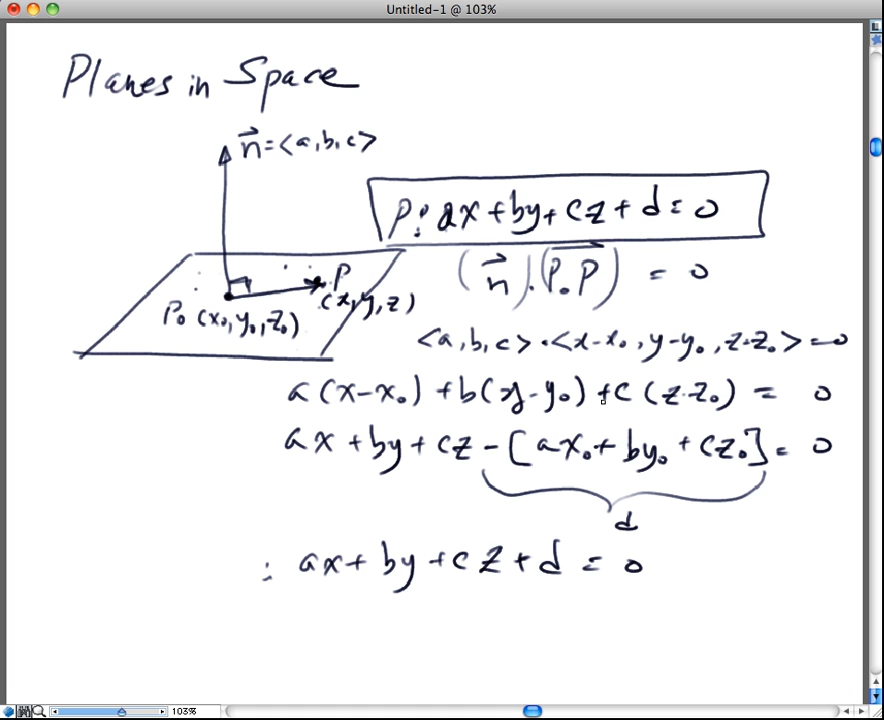 Untitled-1 @ 103%
Planes in Space
n⃗=<a,b,c>
P: ax+by+cz+d=0
(n⃗).(P₀P⃗) = 0
P
(x,y,z)
P₀(x₀,y₀,z₀)
<a,b,c>.<x-x₀,y-y₀,z-z₀>=0
a(x-x₀)+b(y-y₀)+c(z-z₀) = 0
ax+by+cz-[ax₀+by₀+cz₀]=0
d
: ax+by+cz+d=0
103%